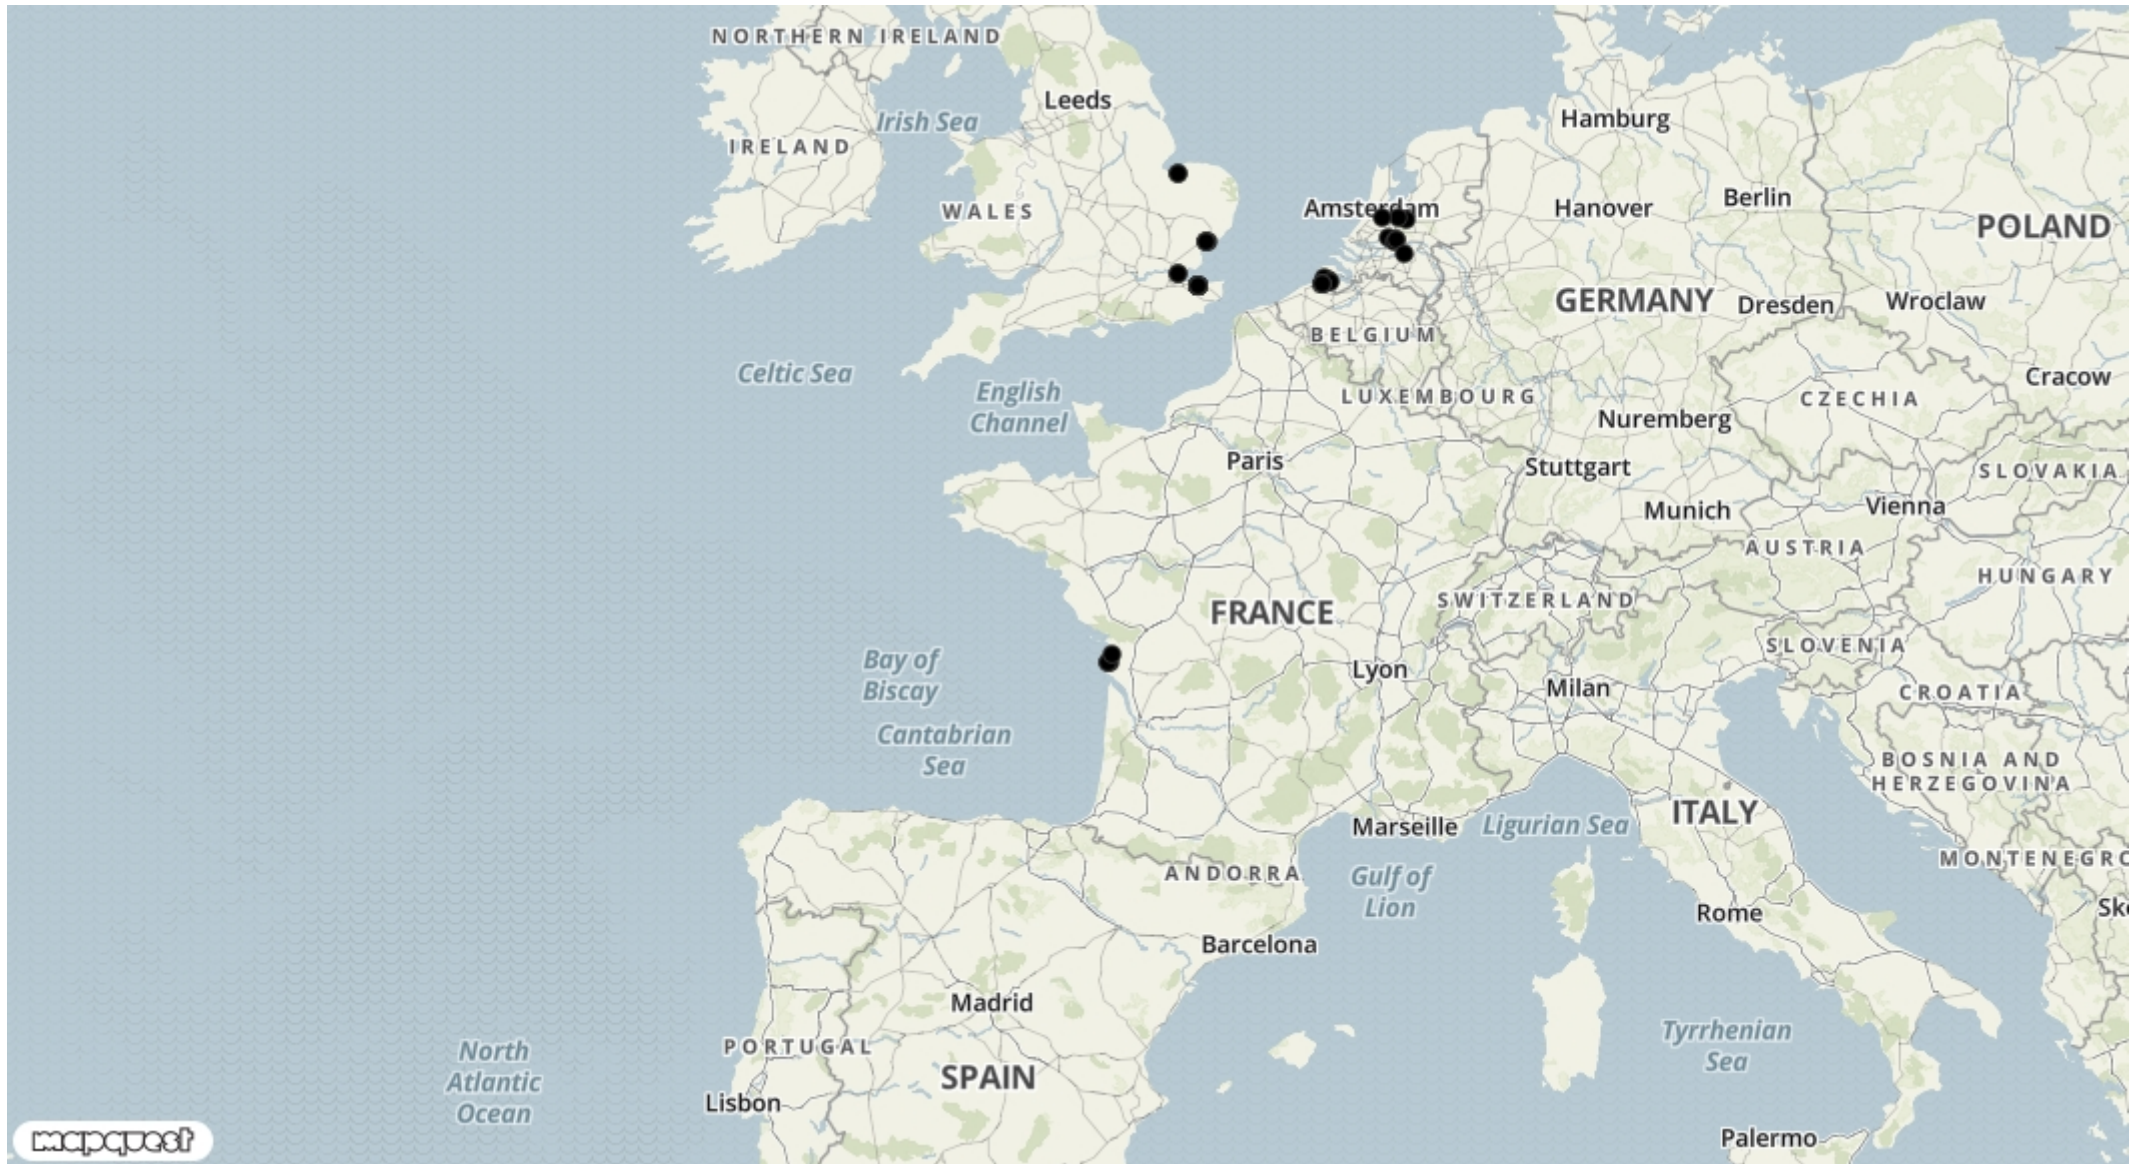 NORTHERN IRELAND
Leeds
Irish Sea
IRELAND
WALES
Hamburg
Amsterdam
Hanover
Berlin
POLAND
GERMANY
Dresden
Wroclaw
BELGIUM
Celtic Sea
English
Channel
LUXEMBOURG
Cracow
CZECHIA
Nuremberg
Paris
Stuttgart
SLOVAKIA
Munich
Vienna
AUSTRIA
HUNGARY
FRANCE
SWITZERLAND
SLOVENIA
Bay of
Biscay
Lyon
Milan
CROATIA
Cantabrian
Sea
BOSNIA AND
HERZEGOVINA
ITALY
Marseille
Ligurian Sea
MONTENEGRO
ANDORRA
Gulf of
Lion
Rome
Sk
Barcelona
Madrid
Tyrrhenian
Sea
PORTUGAL
North
Atlantic
Ocean
SPAIN
Lisbon
mapquest
Palermo